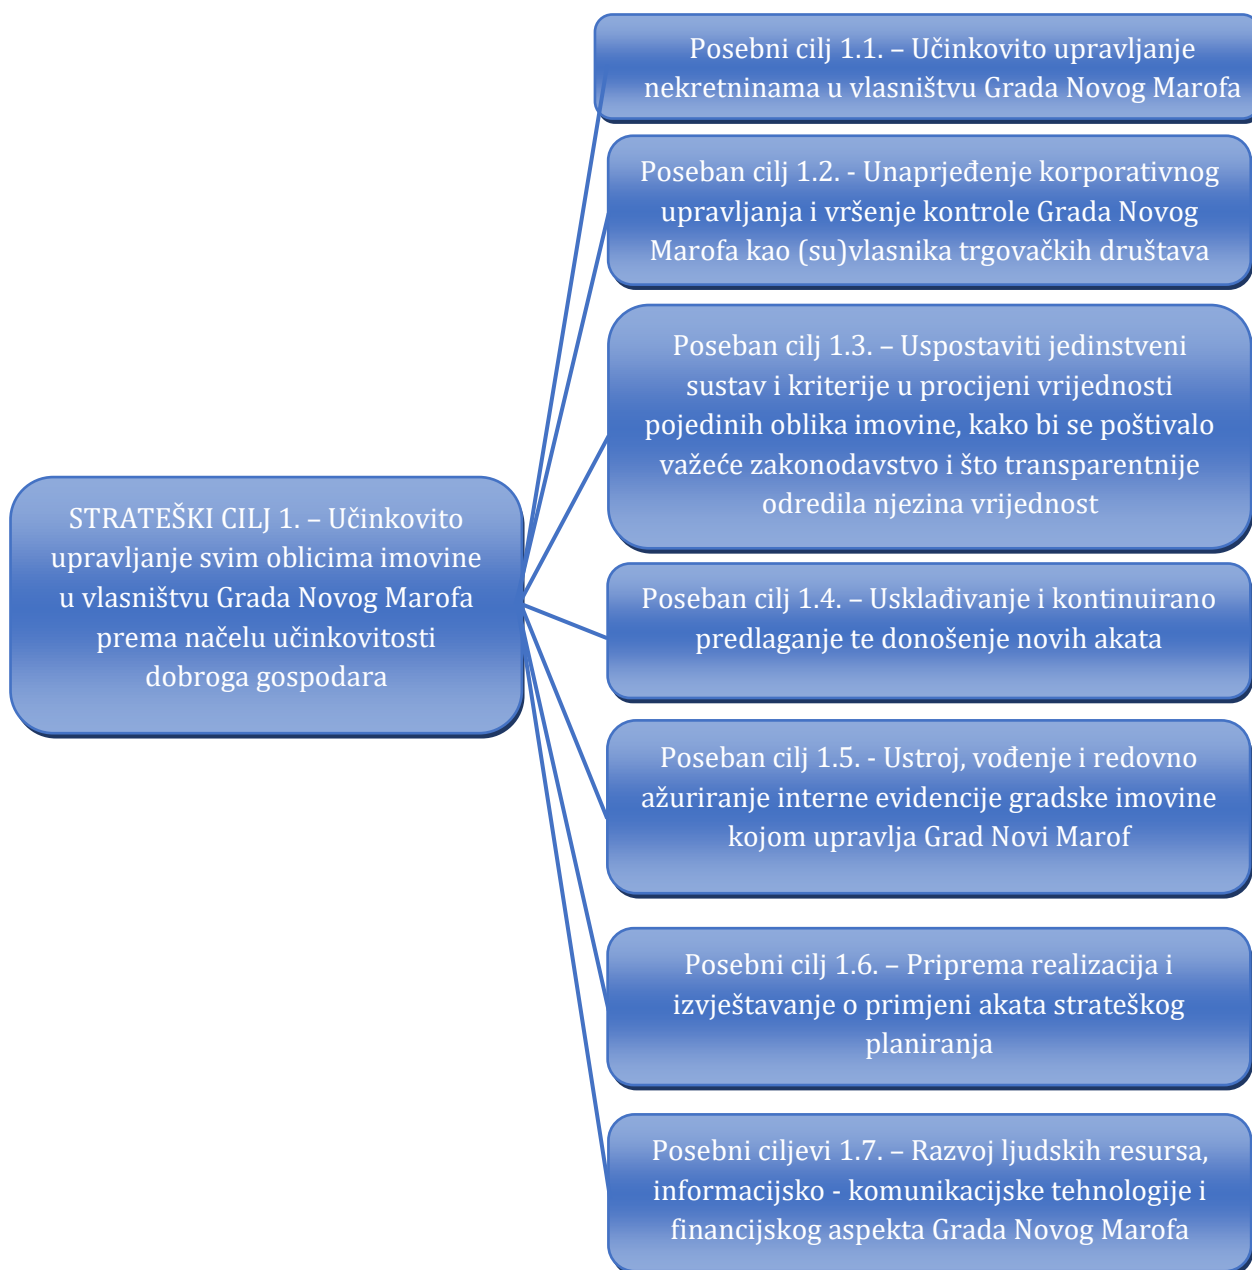 STRATEŠKI CILJ 1. – Učinkovito
upravljanje svim oblicima imovine
u vlasništvu Grada Novog Marofa
prema načelu učinkovitosti
dobroga gospodara
Posebni cilj 1.1. – Učinkovito upravljanje
nekretninama u vlasništvu Grada Novog Marofa
Poseban cilj 1.2. - Unaprjeđenje korporativnog
upravljanja i vršenje kontrole Grada Novog
Marofa kao (su)vlasnika trgovačkih društava
Poseban cilj 1.3. – Uspostaviti jedinstveni
sustav i kriterije u procijeni vrijednosti
pojedinih oblika imovine, kako bi se poštivalo
važeće zakonodavstvo i što transparentnije
odredila njezina vrijednost
Poseban cilj 1.4. – Usklađivanje i kontinuirano
predlaganje te donošenje novih akata
Poseban cilj 1.5. - Ustroj, vođenje i redovno
ažuriranje interne evidencije gradske imovine
kojom upravlja Grad Novi Marof
Posebni cilj 1.6. – Priprema realizacija i
izvještavanje o primjeni akata strateškog
planiranja
Posebni ciljevi 1.7. – Razvoj ljudskih resursa,
informacijsko - komunikacijske tehnologije i
financijskog aspekta Grada Novog Marofa